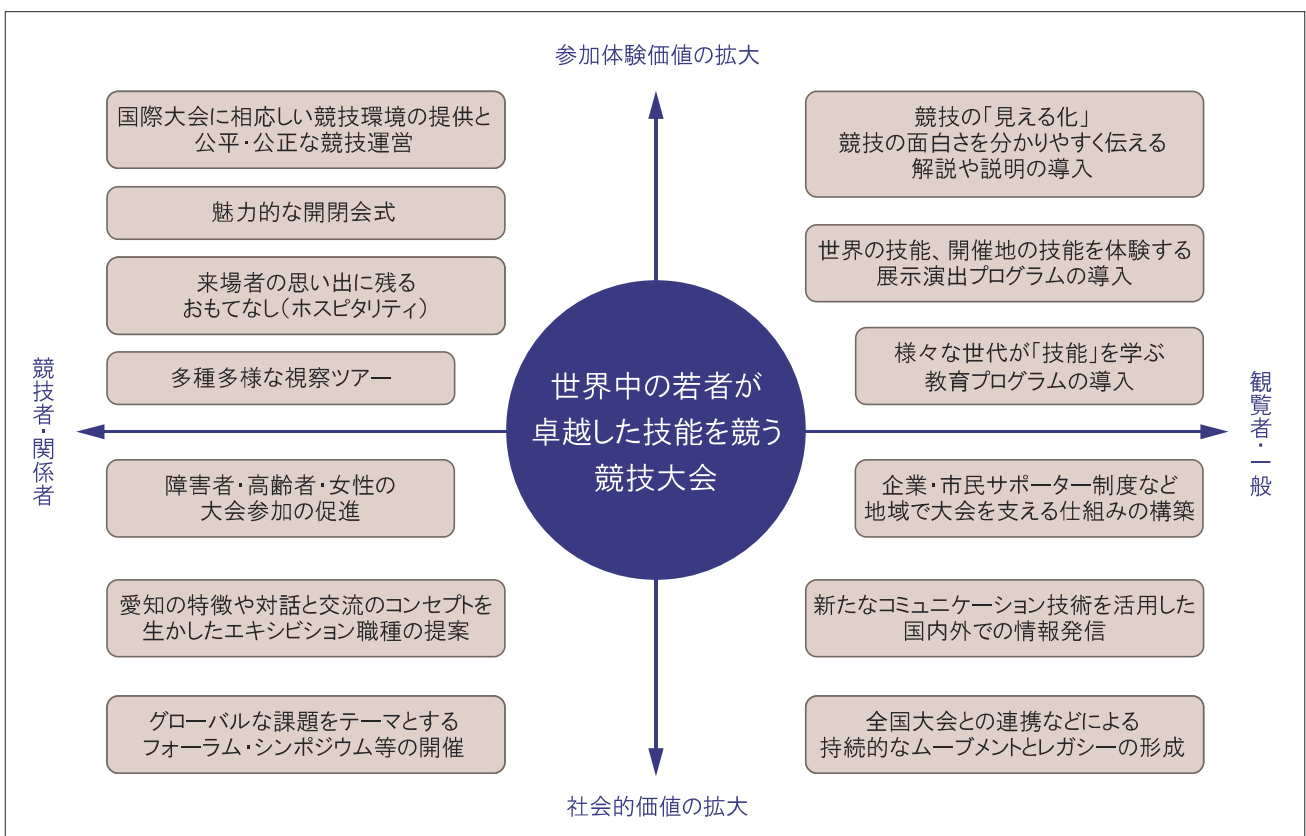 参加体験価値の拡大
国際大会に相応しい競技環境の提供と
公平・公正な競技運営
魅力的な開閉会式
来場者の思い出に残る
おもてなし（ホスピタリティ）
多種多様な視察ツアー
競技の「見える化」
競技の面白さを分かりやすく伝える
解説や説明の導入
世界の技能、開催地の技能を体験する
展示演出プログラムの導入
様々な世代が「技能」を学ぶ
教育プログラムの導入
競技者・関係者
世界中の若者が
卓越した技能を競う
競技大会
観覧者・一般
障害者・高齢者・女性の
大会参加の促進
愛知の特徴や対話と交流のコンセプトを
生かしたエキシビション職種の提案
グローバルな課題をテーマとする
フォーラム・シンポジウム等の開催
企業・市民サポーター制度など
地域で大会を支える仕組みの構築
新たなコミュニケーション技術を活用した
国内外での情報発信
全国大会との連携などによる
持続的なムーブメントとレガシーの形成
社会的価値の拡大